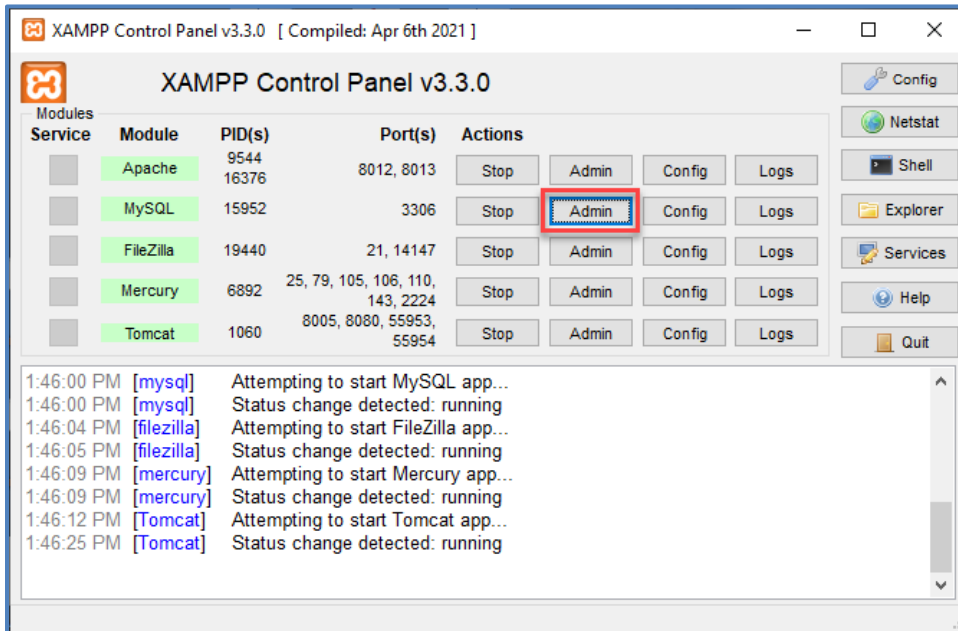 XAMPP Control Panel v3.3.0 [ Compiled: Apr 6th 2021 ]
XAMPP Control Panel v3.3.0
Config
Netstat
Shell
Explorer
Services
Help
Quit
Modules
Service Module PID(s) Port(s) Actions
Apache 9544 16376 8012, 8013 Stop Admin Config Logs
MySQL 15952 3306 Stop Admin Config Logs
FileZilla 19440 21, 14147 Stop Admin Config Logs
Mercury 6892 25, 79, 105, 106, 110, 143, 2224 Stop Admin Config Logs
Tomcat 1060 8005, 8080, 55953, 55954 Stop Admin Config Logs
1:46:00 PM [mysql] Attempting to start MySQL app...
1:46:00 PM [mysql] Status change detected: running
1:46:04 PM [filezilla] Attempting to start FileZilla app...
1:46:05 PM [filezilla] Status change detected: running
1:46:09 PM [mercury] Attempting to start Mercury app...
1:46:09 PM [mercury] Status change detected: running
1:46:12 PM [Tomcat] Attempting to start Tomcat app...
1:46:25 PM [Tomcat] Status change detected: running